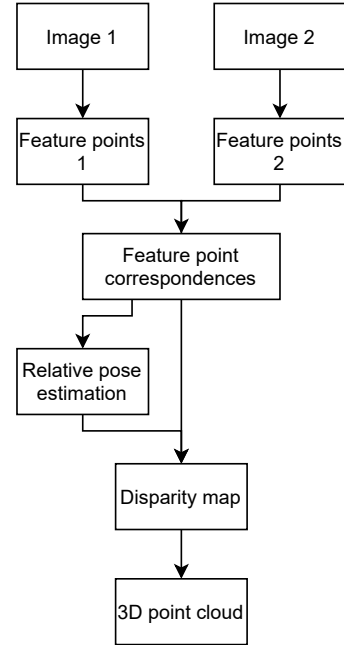 Image 1
Image 2
Feature points
1
Feature points
2
Feature point
correspondences
Relative pose
estimation
Disparity map
3D point cloud